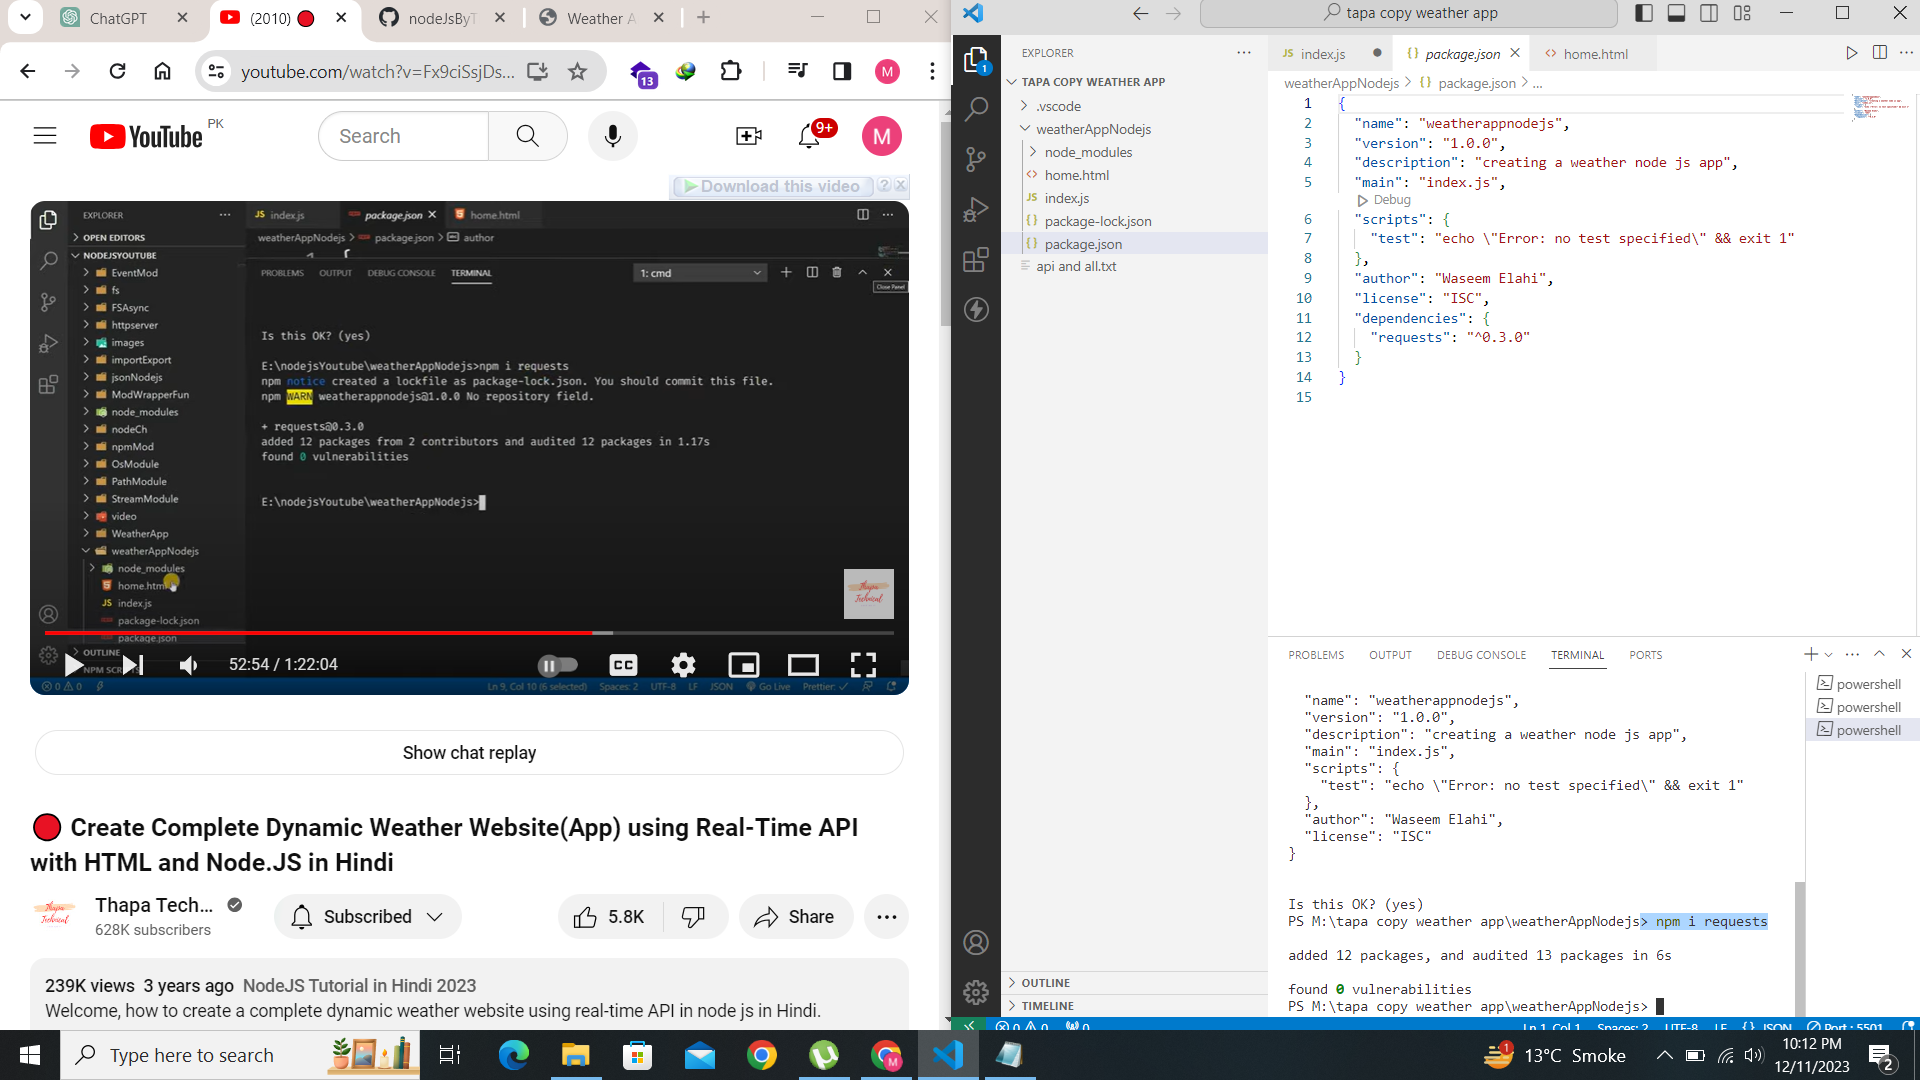 ChatGPT
(2010)
nodeJsByT
Weather A
youtube.com/watch?v=Fx9ciSsjDs...
13
M
YouTube
PK
Search
9+
M
Download this video
EXPLORER
OPEN EDITORS
NODEJSYOUTUBE
EventMod
fs
FSAsync
httpserver
images
importExport
jsonNodejs
ModWrapperFun
node_modules
nodeCh
npmMod
OsModule
PathModule
StreamModule
video
WeatherApp
weatherAppNodejs
node_modules
home.html
index.js
package-lock.json
package.json
OUTLINE
index.js
package.json
home.html
weatherAppNodejs > package.json > author
PROBLEMS OUTPUT DEBUG CONSOLE TERMINAL
1: cmd
Close Panel
Is this OK? (yes)
E:\nodejsYoutube\weatherAppNodejs>npm i requests
npm notice created a lockfile as package-lock.json. You should commit this file.
npm WARN weatherappnodejs@1.0.0 No repository field.
+ requests@0.3.0
added 12 packages from 2 contributors and audited 12 packages in 1.17s
found 0 vulnerabilities
E:\nodejsYoutube\weatherAppNodejs>
Thapa
Technical
52:54 / 1:22:04
CC
Ln 9, Col 10 (6 selected) Spaces: 2 UTF-8 LF JSON Go Live Prettier: ✓
Show chat replay
🔴 Create Complete Dynamic Weather Website(App) using Real-Time API
with HTML and Node.JS in Hindi
Thapa Tech...
628K subscribers
Subscribed
5.8K
Share
239K views 3 years ago NodeJS Tutorial in Hindi 2023
Welcome, how to create a complete dynamic weather website using real-time API in node js in Hindi.
tapa copy weather app
EXPLORER
TAPA COPY WEATHER APP
.vscode
weatherAppNodejs
node_modules
home.html
index.js
package-lock.json
package.json
api and all.txt
OUTLINE
TIMELINE
index.js
package.json
home.html
weatherAppNodejs > package.json > ...
1 {
2 "name": "weatherappnodejs",
3 "version": "1.0.0",
4 "description": "creating a weather node js app",
5 "main": "index.js",
Debug
6 "scripts": {
7 "test": "echo \"Error: no test specified\" && exit 1"
8 },
9 "author": "Waseem Elahi",
10 "license": "ISC",
11 "dependencies": {
12 "requests": "^0.3.0"
13 }
14 }
15
PROBLEMS OUTPUT DEBUG CONSOLE TERMINAL PORTS
powershell
powershell
powershell
"name": "weatherappnodejs",
"version": "1.0.0",
"description": "creating a weather node js app",
"main": "index.js",
"scripts": {
"test": "echo \"Error: no test specified\" && exit 1"
},
"author": "Waseem Elahi",
"license": "ISC"
}
Is this OK? (yes)
PS M:\tapa copy weather app\weatherAppNodejs> npm i requests
added 12 packages, and audited 13 packages in 6s
found 0 vulnerabilities
PS M:\tapa copy weather app\weatherAppNodejs>
Ln 1, Col 1 Spaces: 2 UTF-8 LF {} JSON Port : 5501
Type here to search
13°C Smoke
10:12 PM
12/11/2023
2